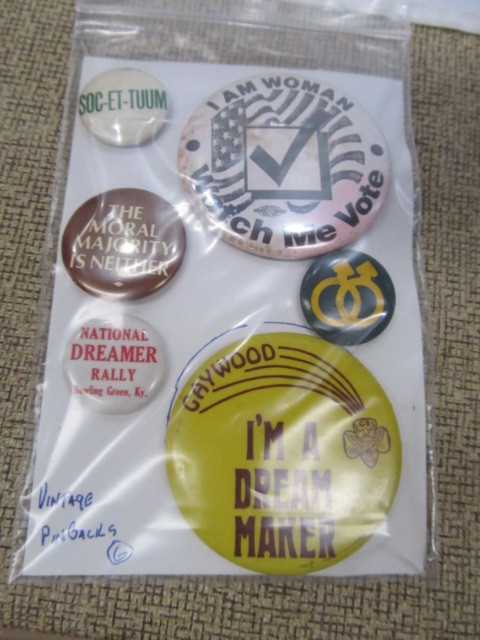 SOC-ET-TUUM
I AM WOMAN
Watch Me Vote
THE
MORAL
MAJORITY
IS NEITHER
NATIONAL
DREAMER
RALLY
Bowling Green, Ky.
CAYWOOD
I'M A
DREAM
MAKER
VINTAGE
PINBACKS
6